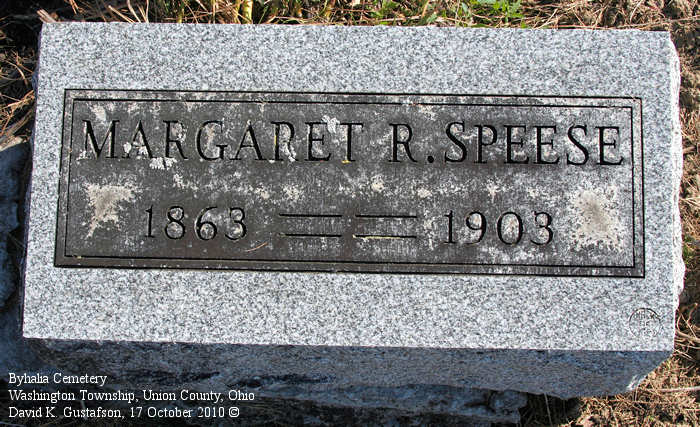 MARGARET R. SPEESE
1863 == 1903
Byhalia Cemetery
Washington Township, Union County, Ohio
David K. Gustafson, 17 October 2010 ©